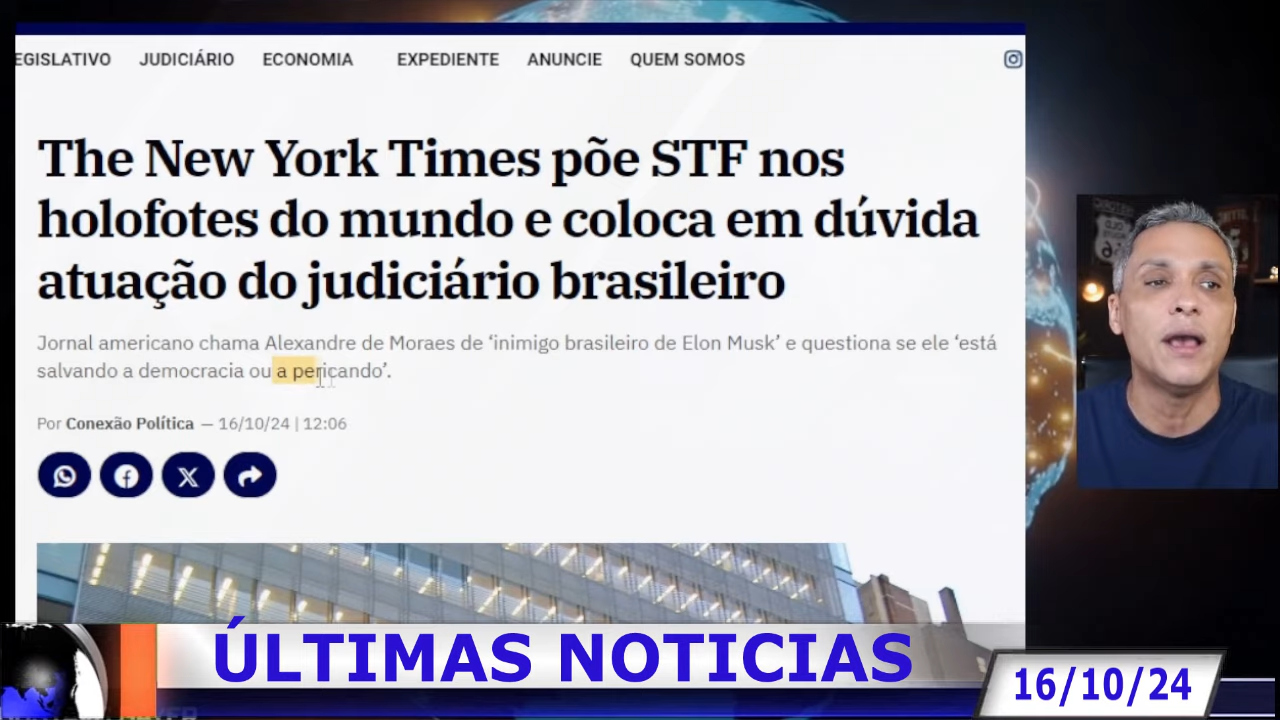 EGISLATIVO JUDICIÁRIO ECONOMIA EXPEDIENTE ANUNCIE QUEM SOMOS
The New York Times põe STF nos
holofotes do mundo e coloca em dúvida
atuação do judiciário brasileiro
Jornal americano chama Alexandre de Moraes de ‘inimigo brasileiro de Elon Musk’ e questiona se ele ‘está
salvando a democracia ou a periçando’.
Por Conexão Política — 16/10/24 | 12:06
ÚLTIMAS NOTICIAS
16/10/24